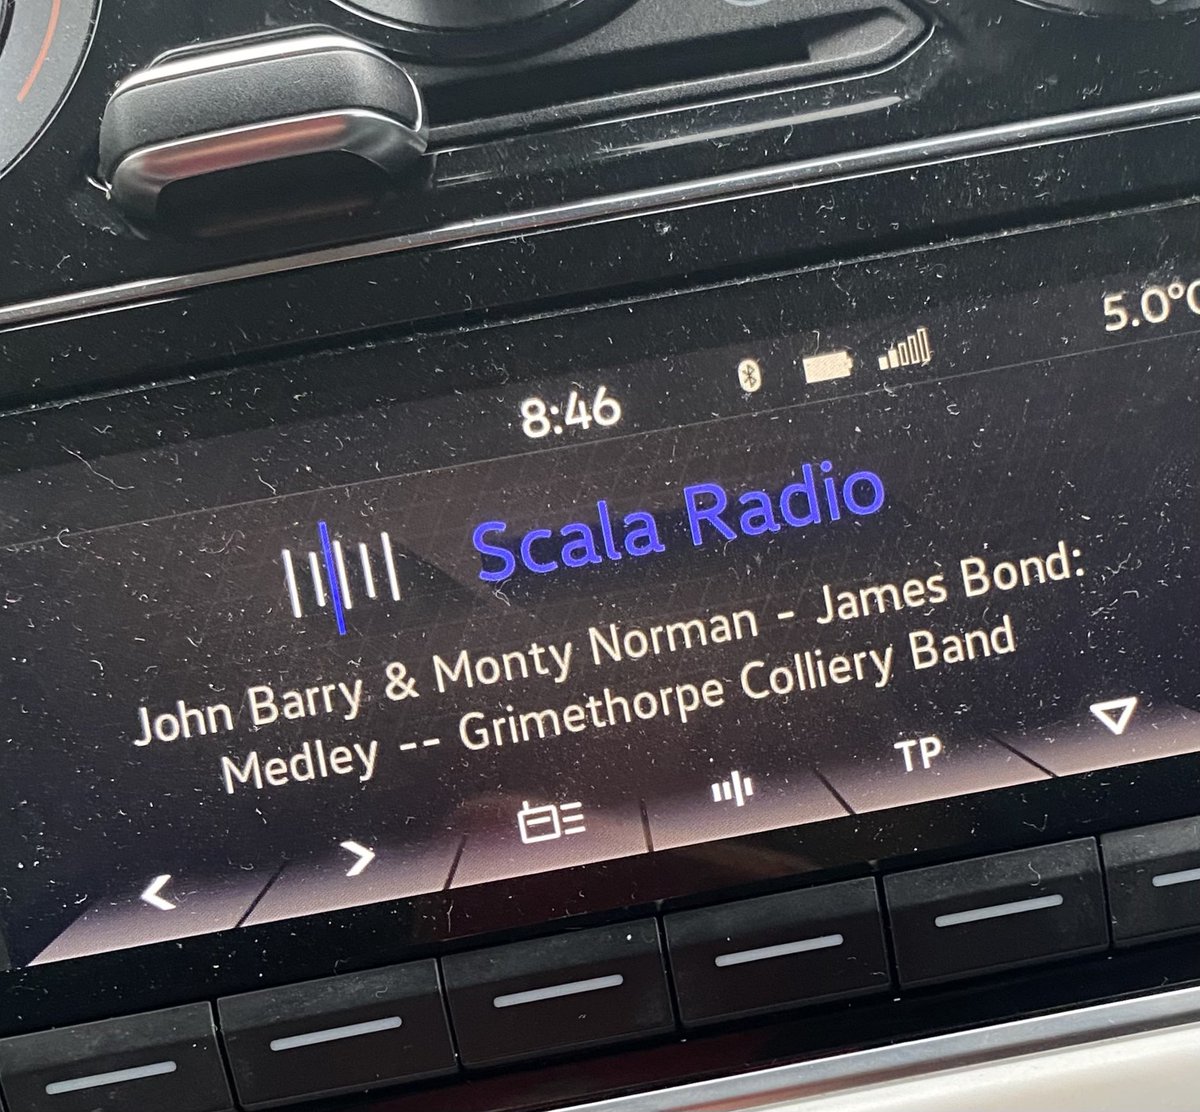 8:46
5.0°C
Scala Radio
John Barry & Monty Norman - James Bond:
Medley -- Grimethorpe Colliery Band
TP